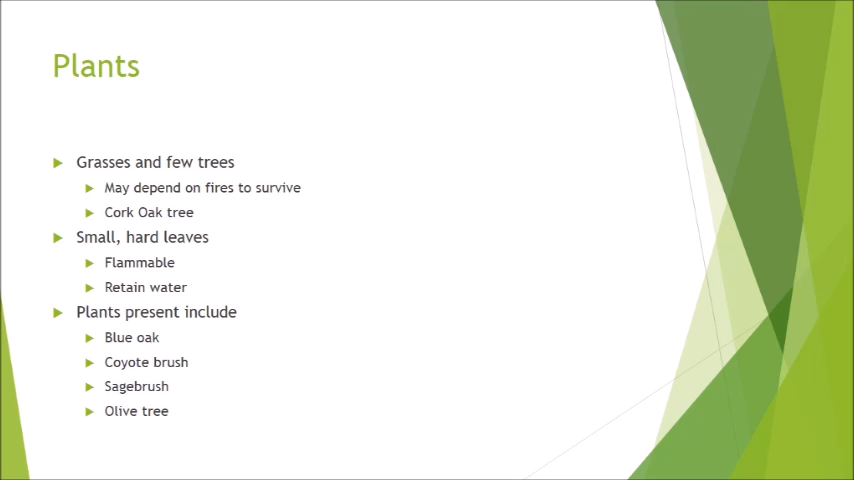 Plants
Grasses and few trees
May depend on fires to survive
Cork Oak tree
Small, hard leaves
Flammable
Retain water
Plants present include
Blue oak
Coyote brush
Sagebrush
Olive tree